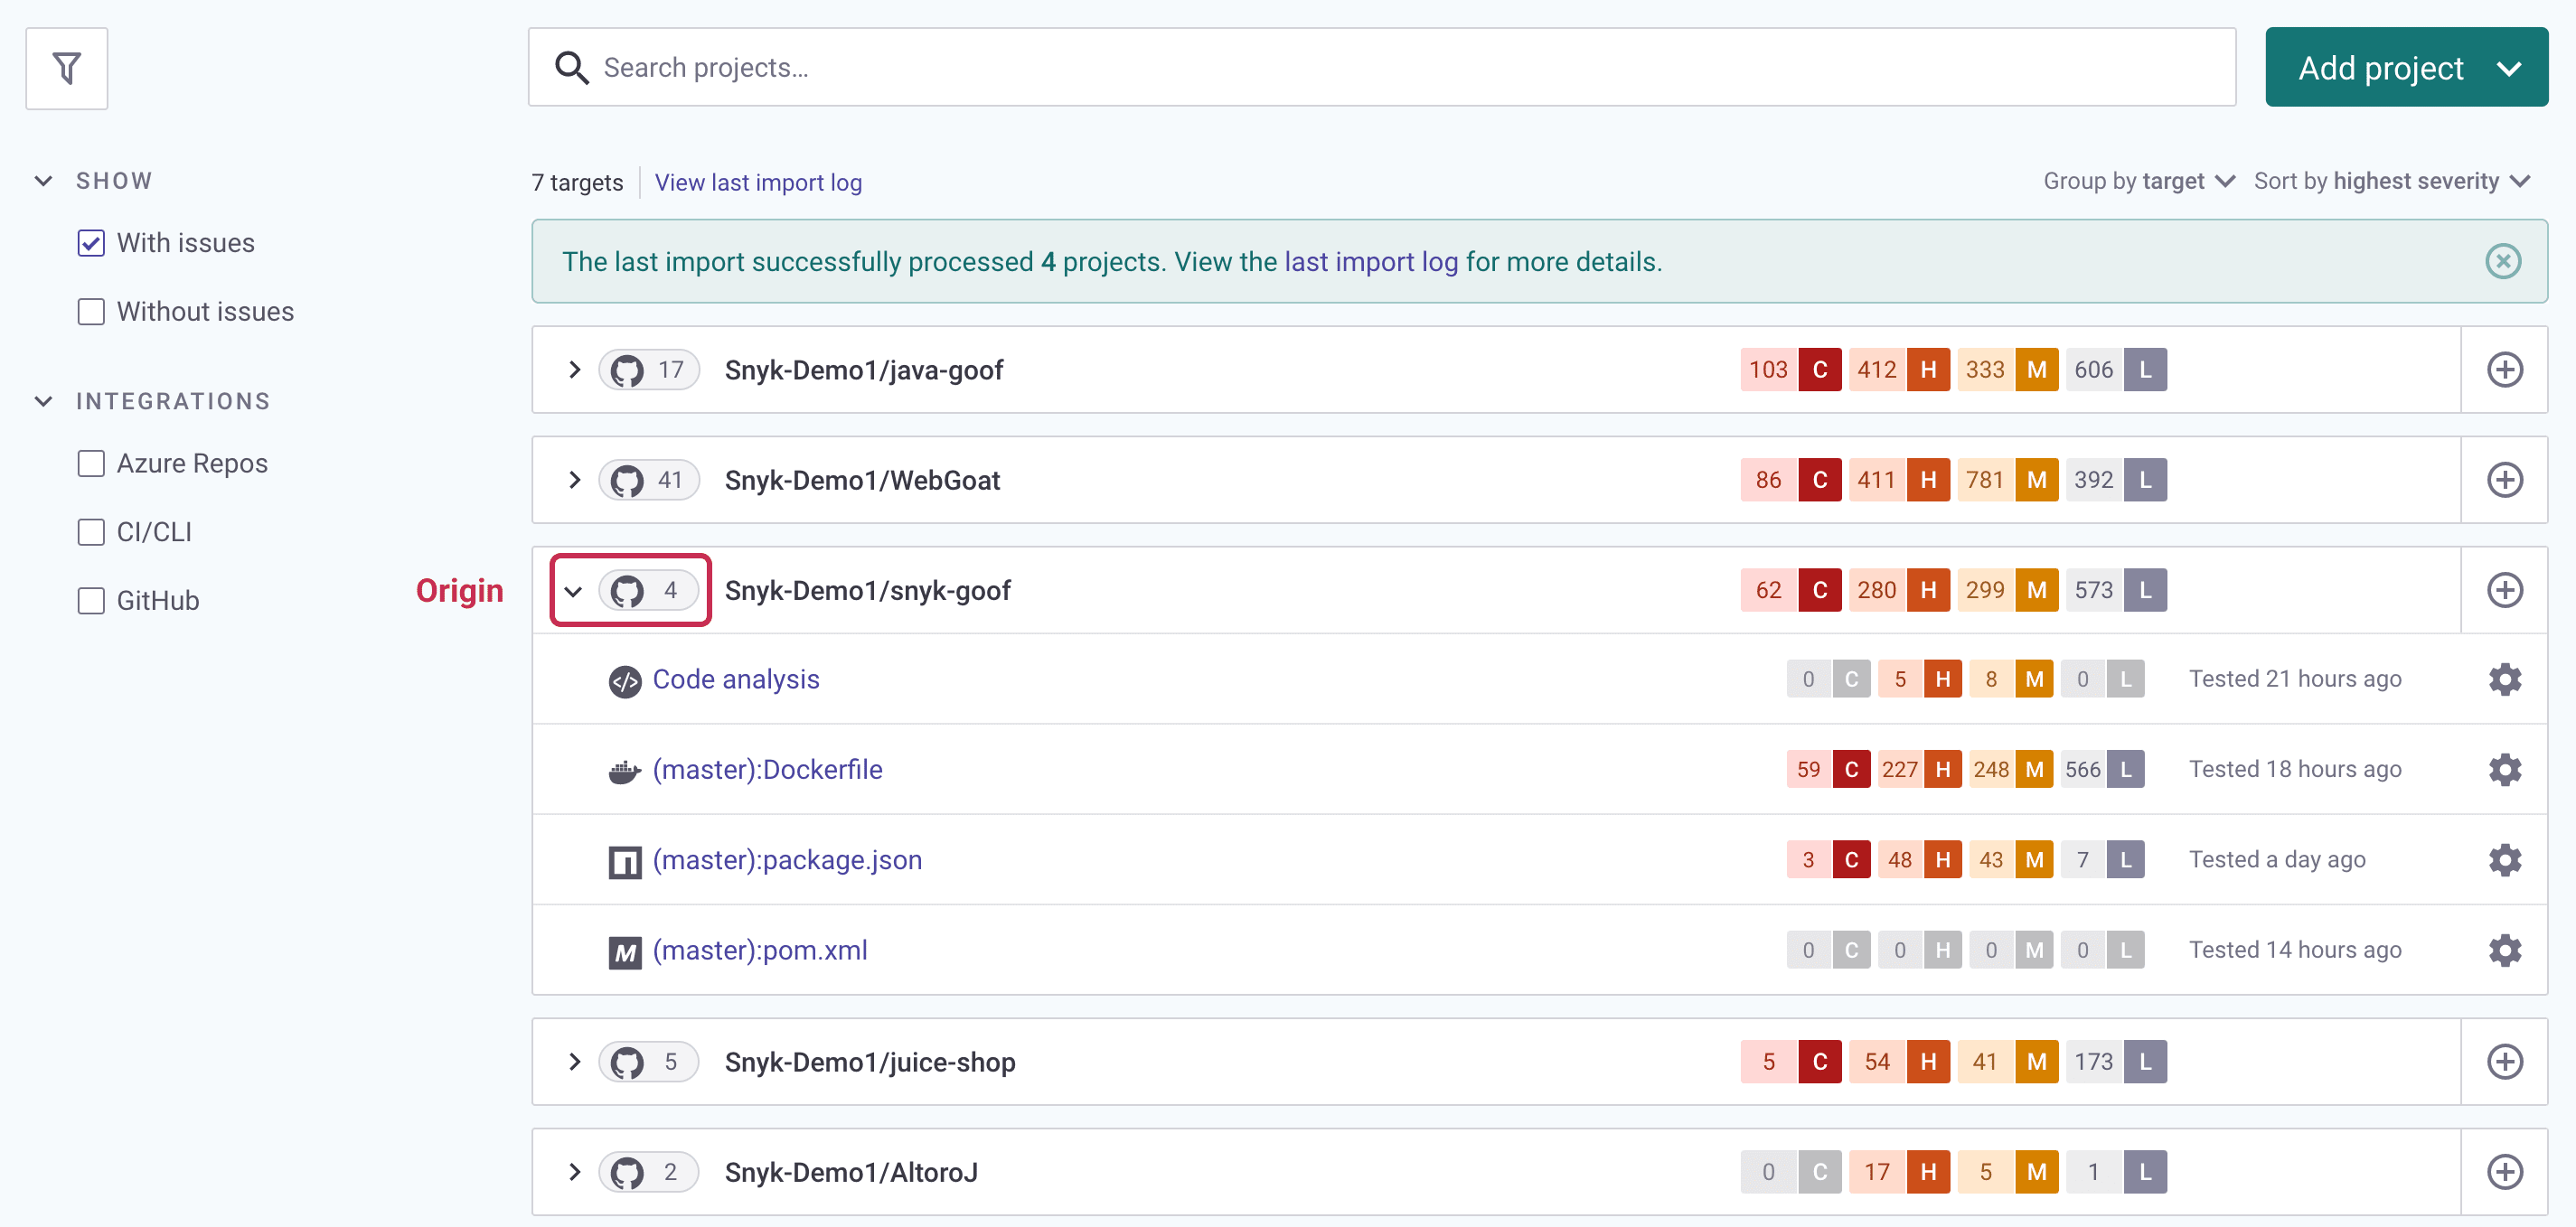 Search projects...
Add project
SHOW
With issues
Without issues
INTEGRATIONS
Azure Repos
CI/CLI
GitHub
7 targets
View last import log
Group by target
Sort by highest severity
The last import successfully processed 4 projects. View the last import log for more details.
17 Snyk-Demo1/java-goof 103 C 412 H 333 M 606 L
41 Snyk-Demo1/WebGoat 86 C 411 H 781 M 392 L
Origin
4 Snyk-Demo1/snyk-goof 62 C 280 H 299 M 573 L
Code analysis 0 C 5 H 8 M 0 L Tested 21 hours ago
(master):Dockerfile 59 C 227 H 248 M 566 L Tested 18 hours ago
(master):package.json 3 C 48 H 43 M 7 L Tested a day ago
(master):pom.xml 0 C 0 H 0 M 0 L Tested 14 hours ago
5 Snyk-Demo1/juice-shop 5 C 54 H 41 M 173 L
2 Snyk-Demo1/AltoroJ 0 C 17 H 5 M 1 L